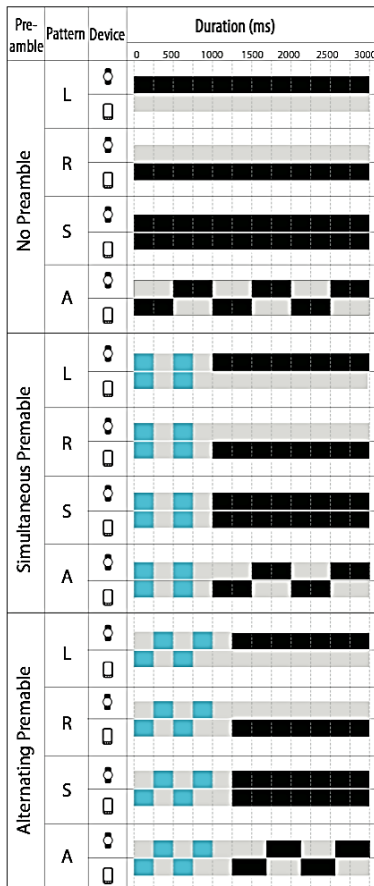 Pre-
amble
Pattern
Device
Duration (ms)
0 500 1000 1500 2000 2500 3000
No Preamble
L
R
S
A
Simultaneous Premable
L
R
S
A
Alternating Premable
L
R
S
A